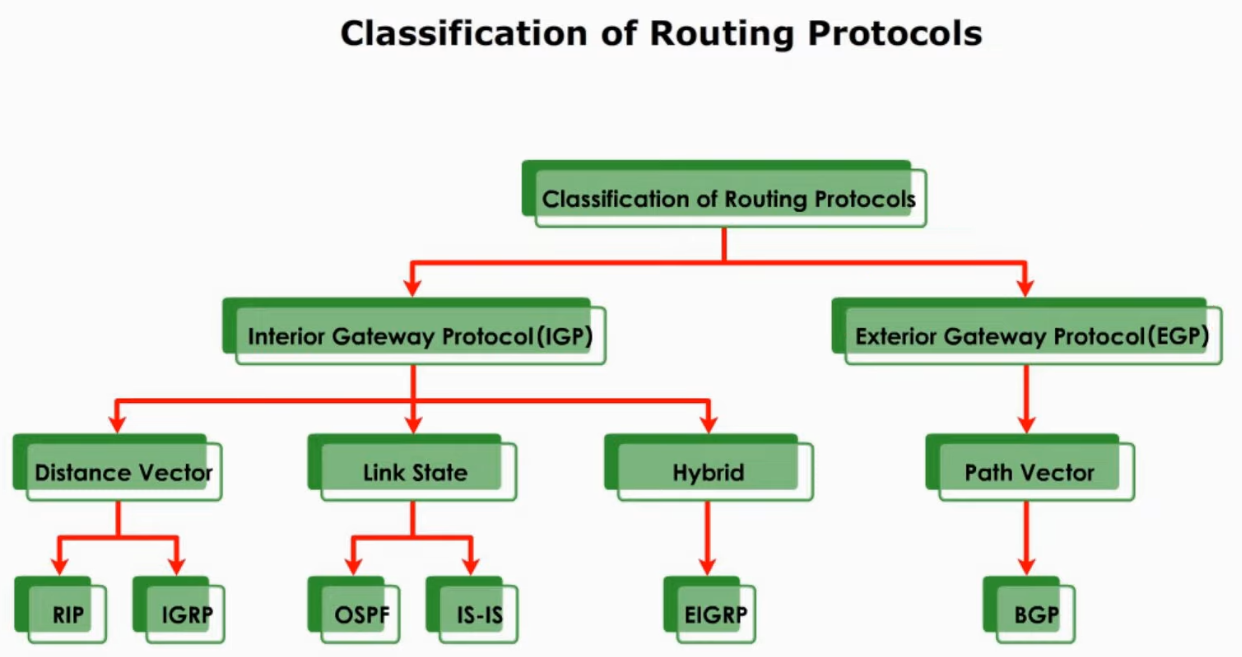 Classification of Routing Protocols
Classification of Routing Protocols
Interior Gateway Protocol(IGP)
Exterior Gateway Protocol(EGP)
Distance Vector
Link State
Hybrid
Path Vector
RIP
IGRP
OSPF
IS-IS
EIGRP
BGP